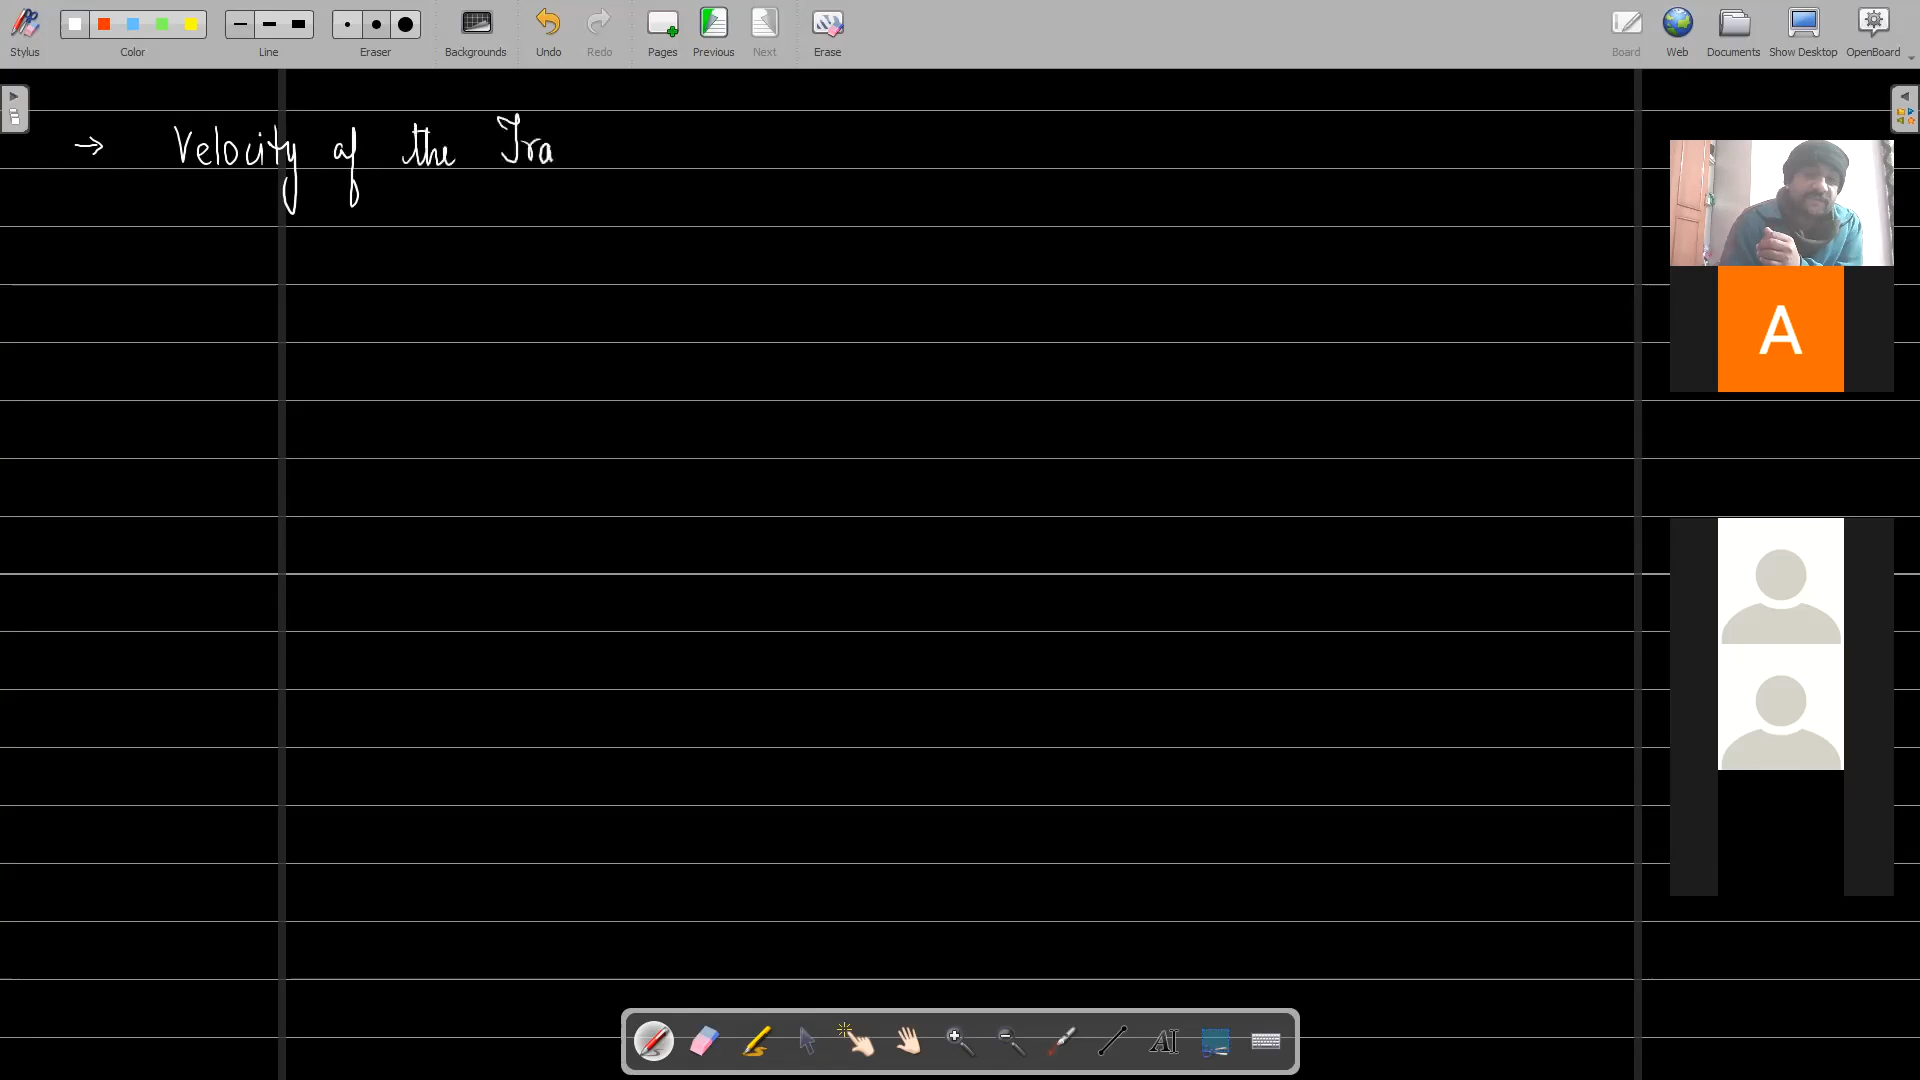 Stylus Color Line Eraser Backgrounds Undo Redo Pages Previous Next Erase Board Web Documents Show Desktop OpenBoard
→ Velocity of the Tra
A
AI